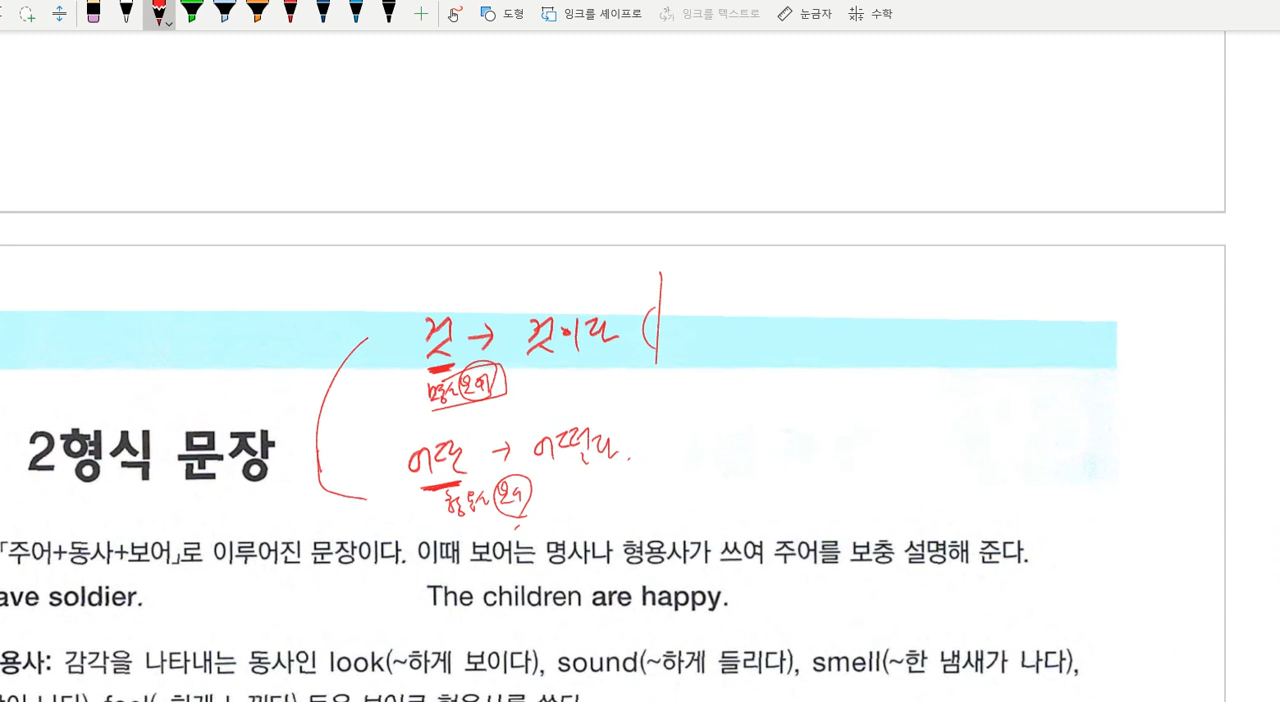 도형 잉크를 셰이프로 잉크를 텍스트로 눈금자 수학
것 → 것이다
명사
2형식 문장
어떤 → 어떤다.
형용사
「주어+동사+보어」로 이루어진 문장이다. 이때 보어는 명사나 형용사가 쓰여 주어를 보충 설명해 준다.
ave soldier. The children are happy.
용사: 감각을 나타내는 동사인 look(~하게 보이다), sound(~하게 들리다), smell(~한 냄새가 나다),